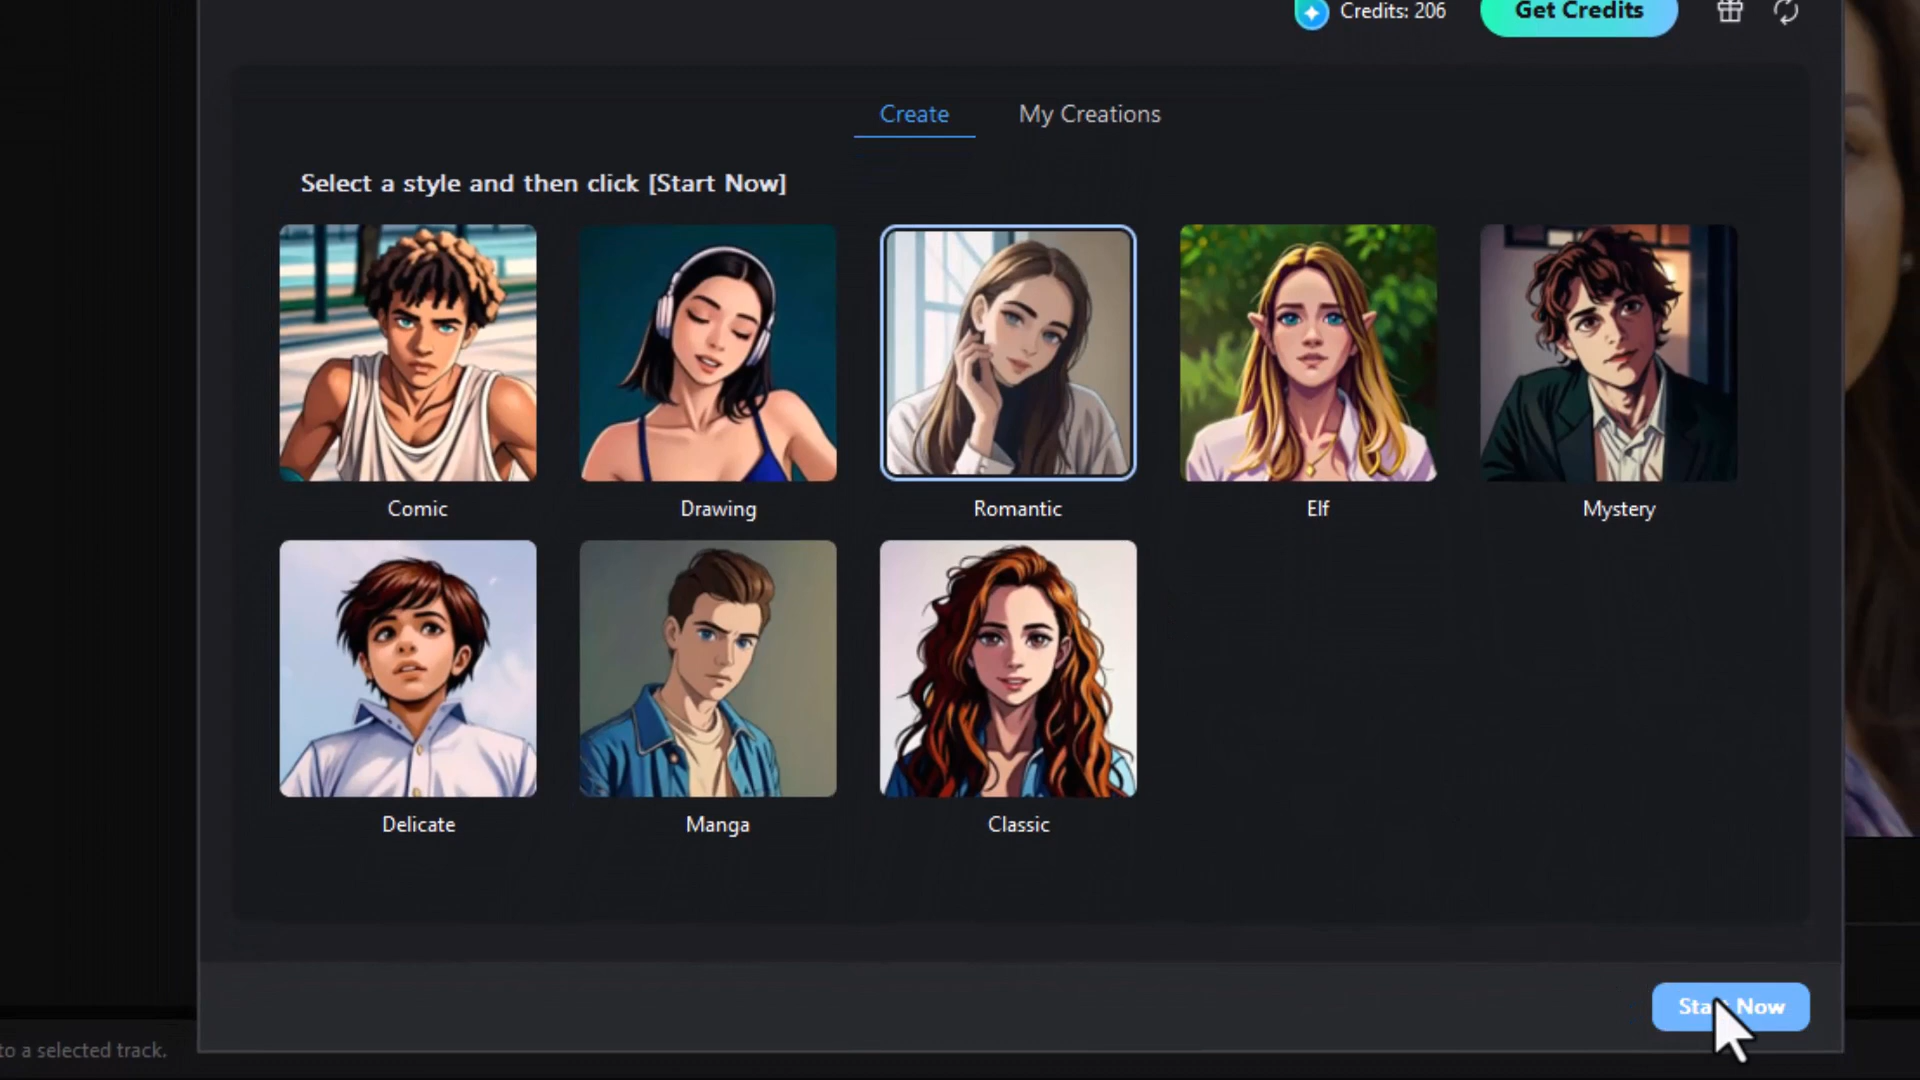 Credits: 206
Get Credits
Create
My Creations
Select a style and then click [Start Now]
Comic
Drawing
Romantic
Elf
Mystery
Delicate
Manga
Classic
Start Now
to a selected track.